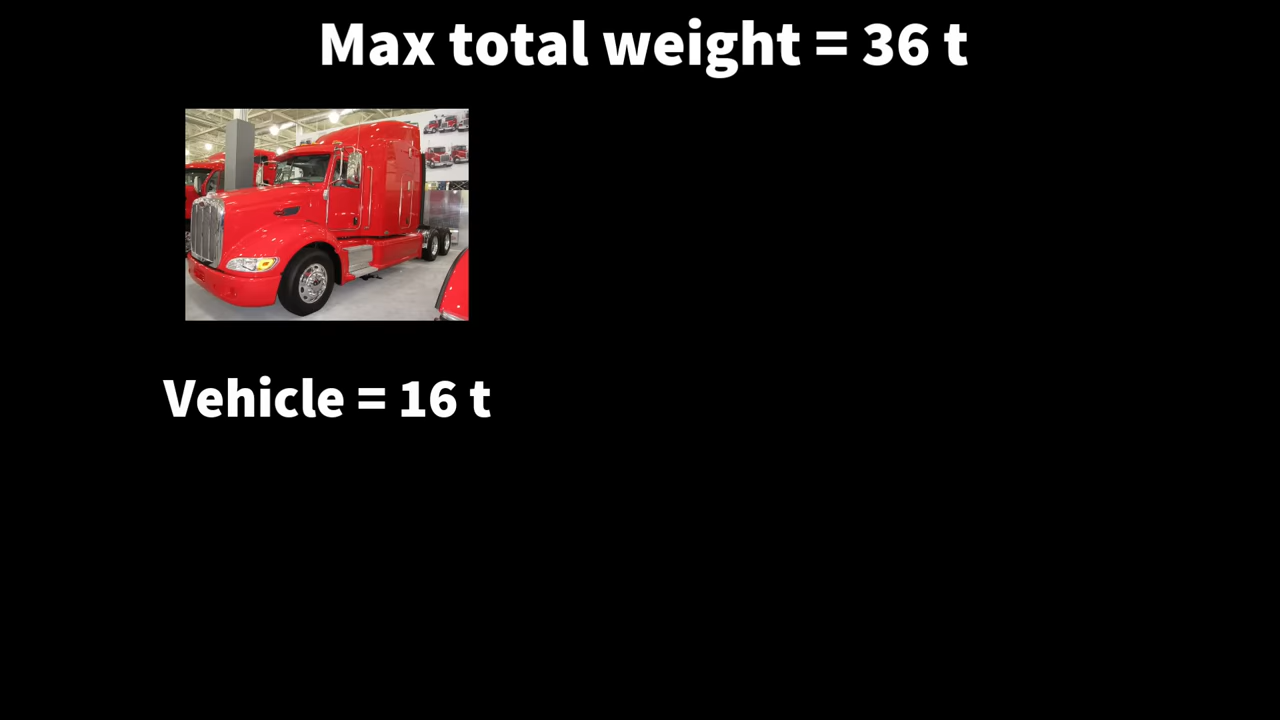 Max total weight = 36 t
Vehicle = 16 t